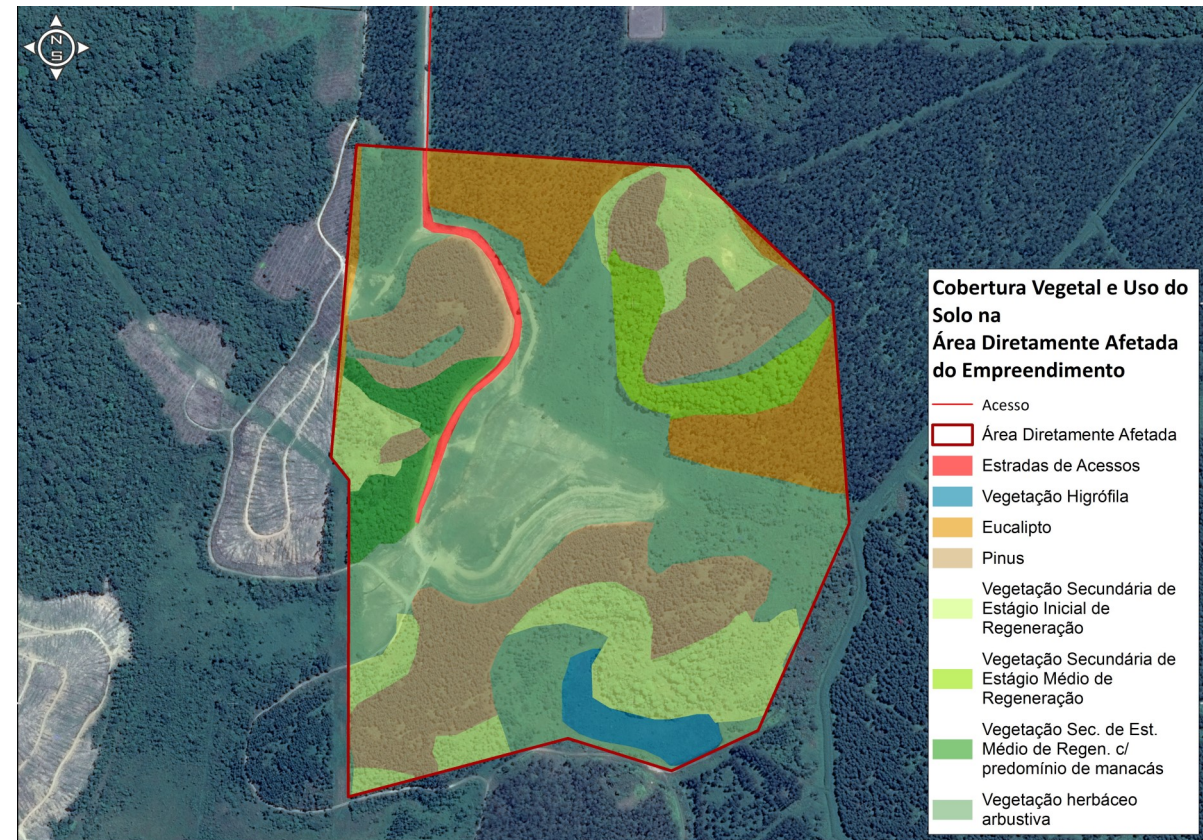 N
S
Cobertura Vegetal e Uso do
Solo na
Área Diretamente Afetada
do Empreendimento
Acesso
Área Diretamente Afetada
Estradas de Acessos
Vegetação Higrófila
Eucalipto
Pinus
Vegetação Secundária de
Estágio Inicial de
Regeneração
Vegetação Secundária de
Estágio Médio de
Regeneração
Vegetação Sec. de Est.
Médio de Regen. c/
predomínio de manacás
Vegetação herbáceo
arbustiva